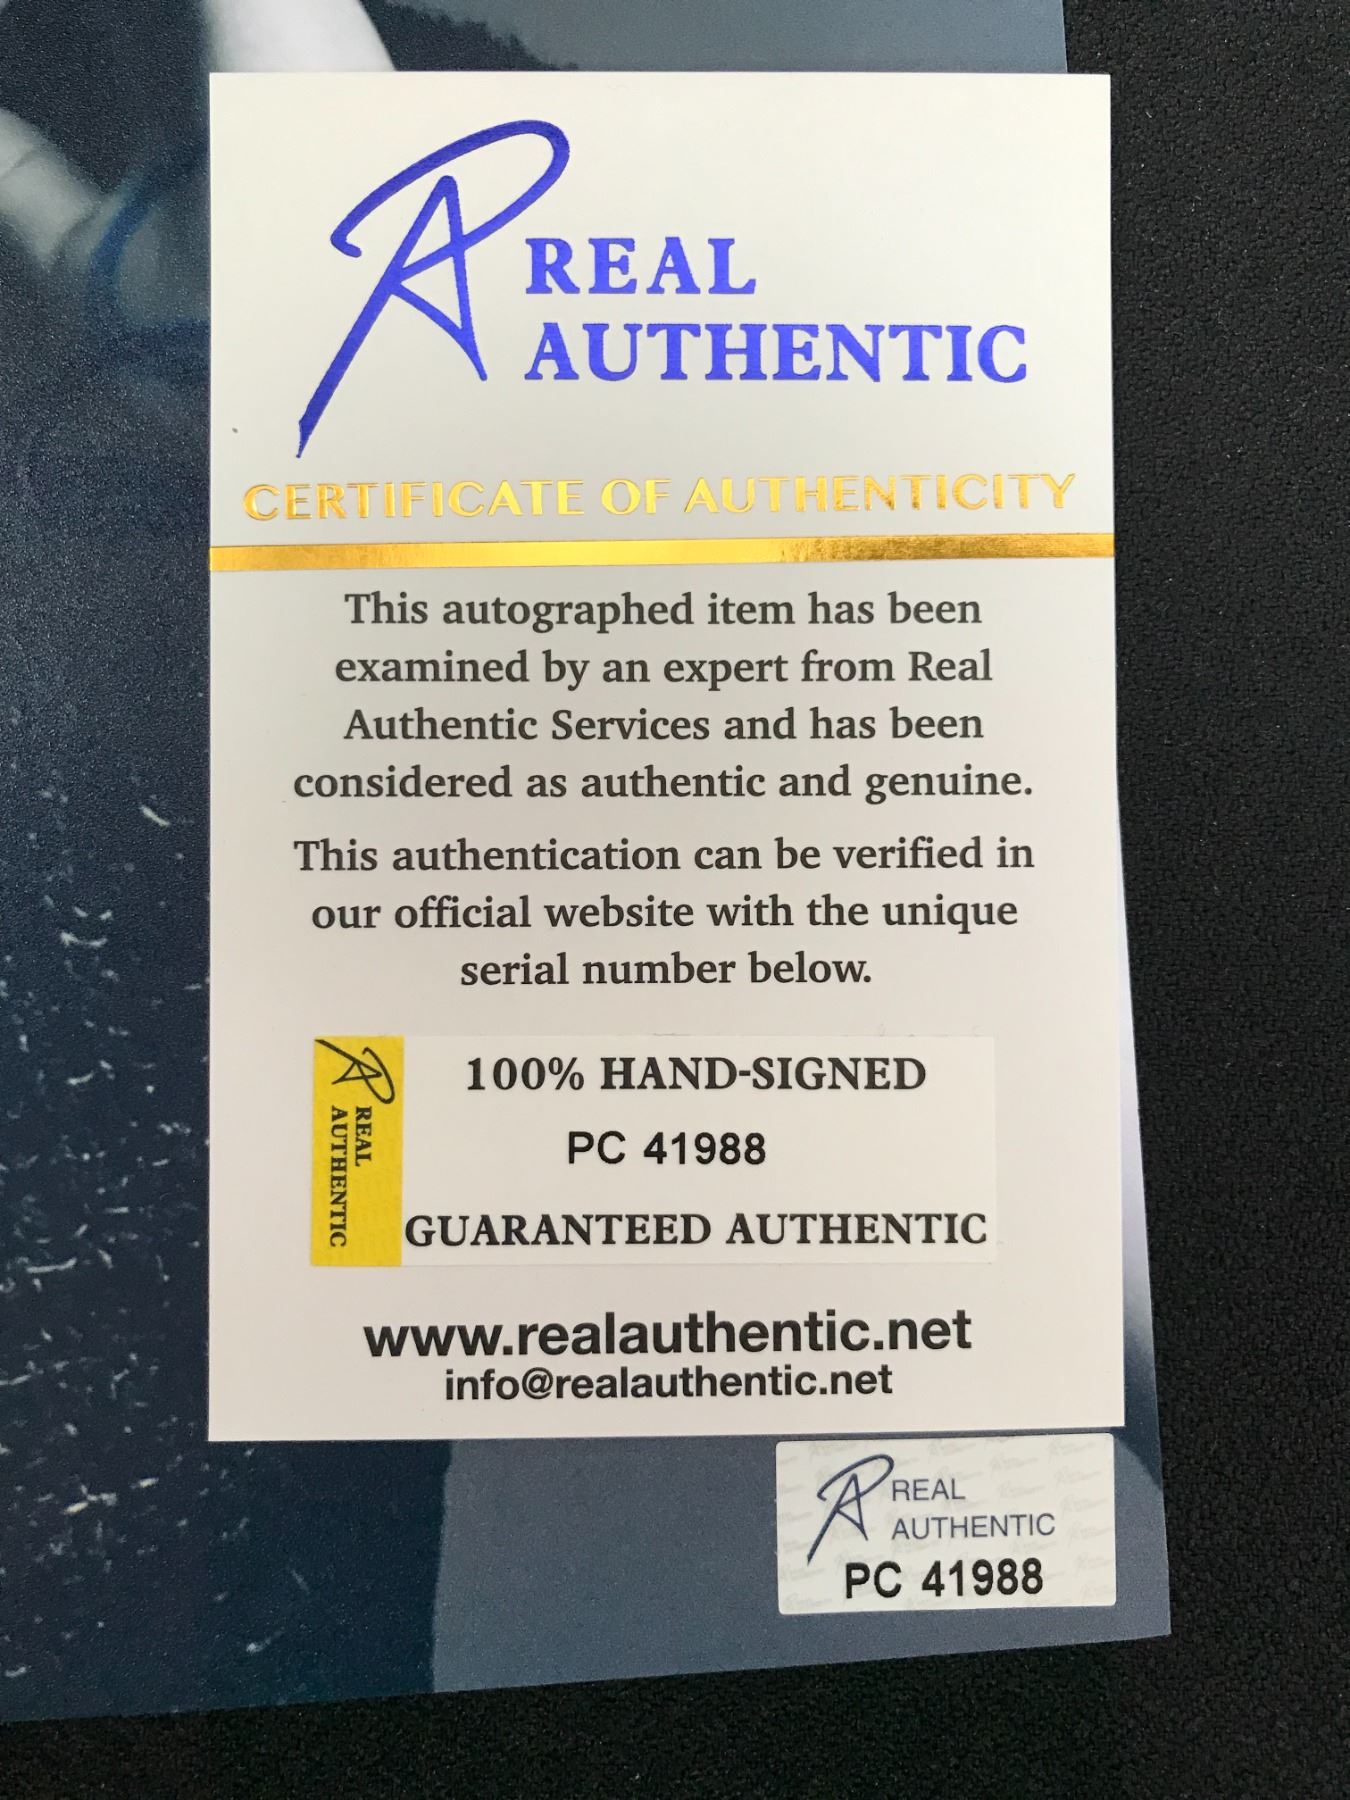 REAL
AUTHENTIC
CERTIFICATE OF AUTHENTICITY
This autographed item has been
examined by an expert from Real
Authentic Services and has been
considered as authentic and genuine.
This authentication can be verified in
our official website with the unique
serial number below.
REAL
AUTHENTIC
100% HAND-SIGNED
PC 41988
GUARANTEED AUTHENTIC
www.realauthentic.net
info@realauthentic.net
REAL
AUTHENTIC
PC 41988